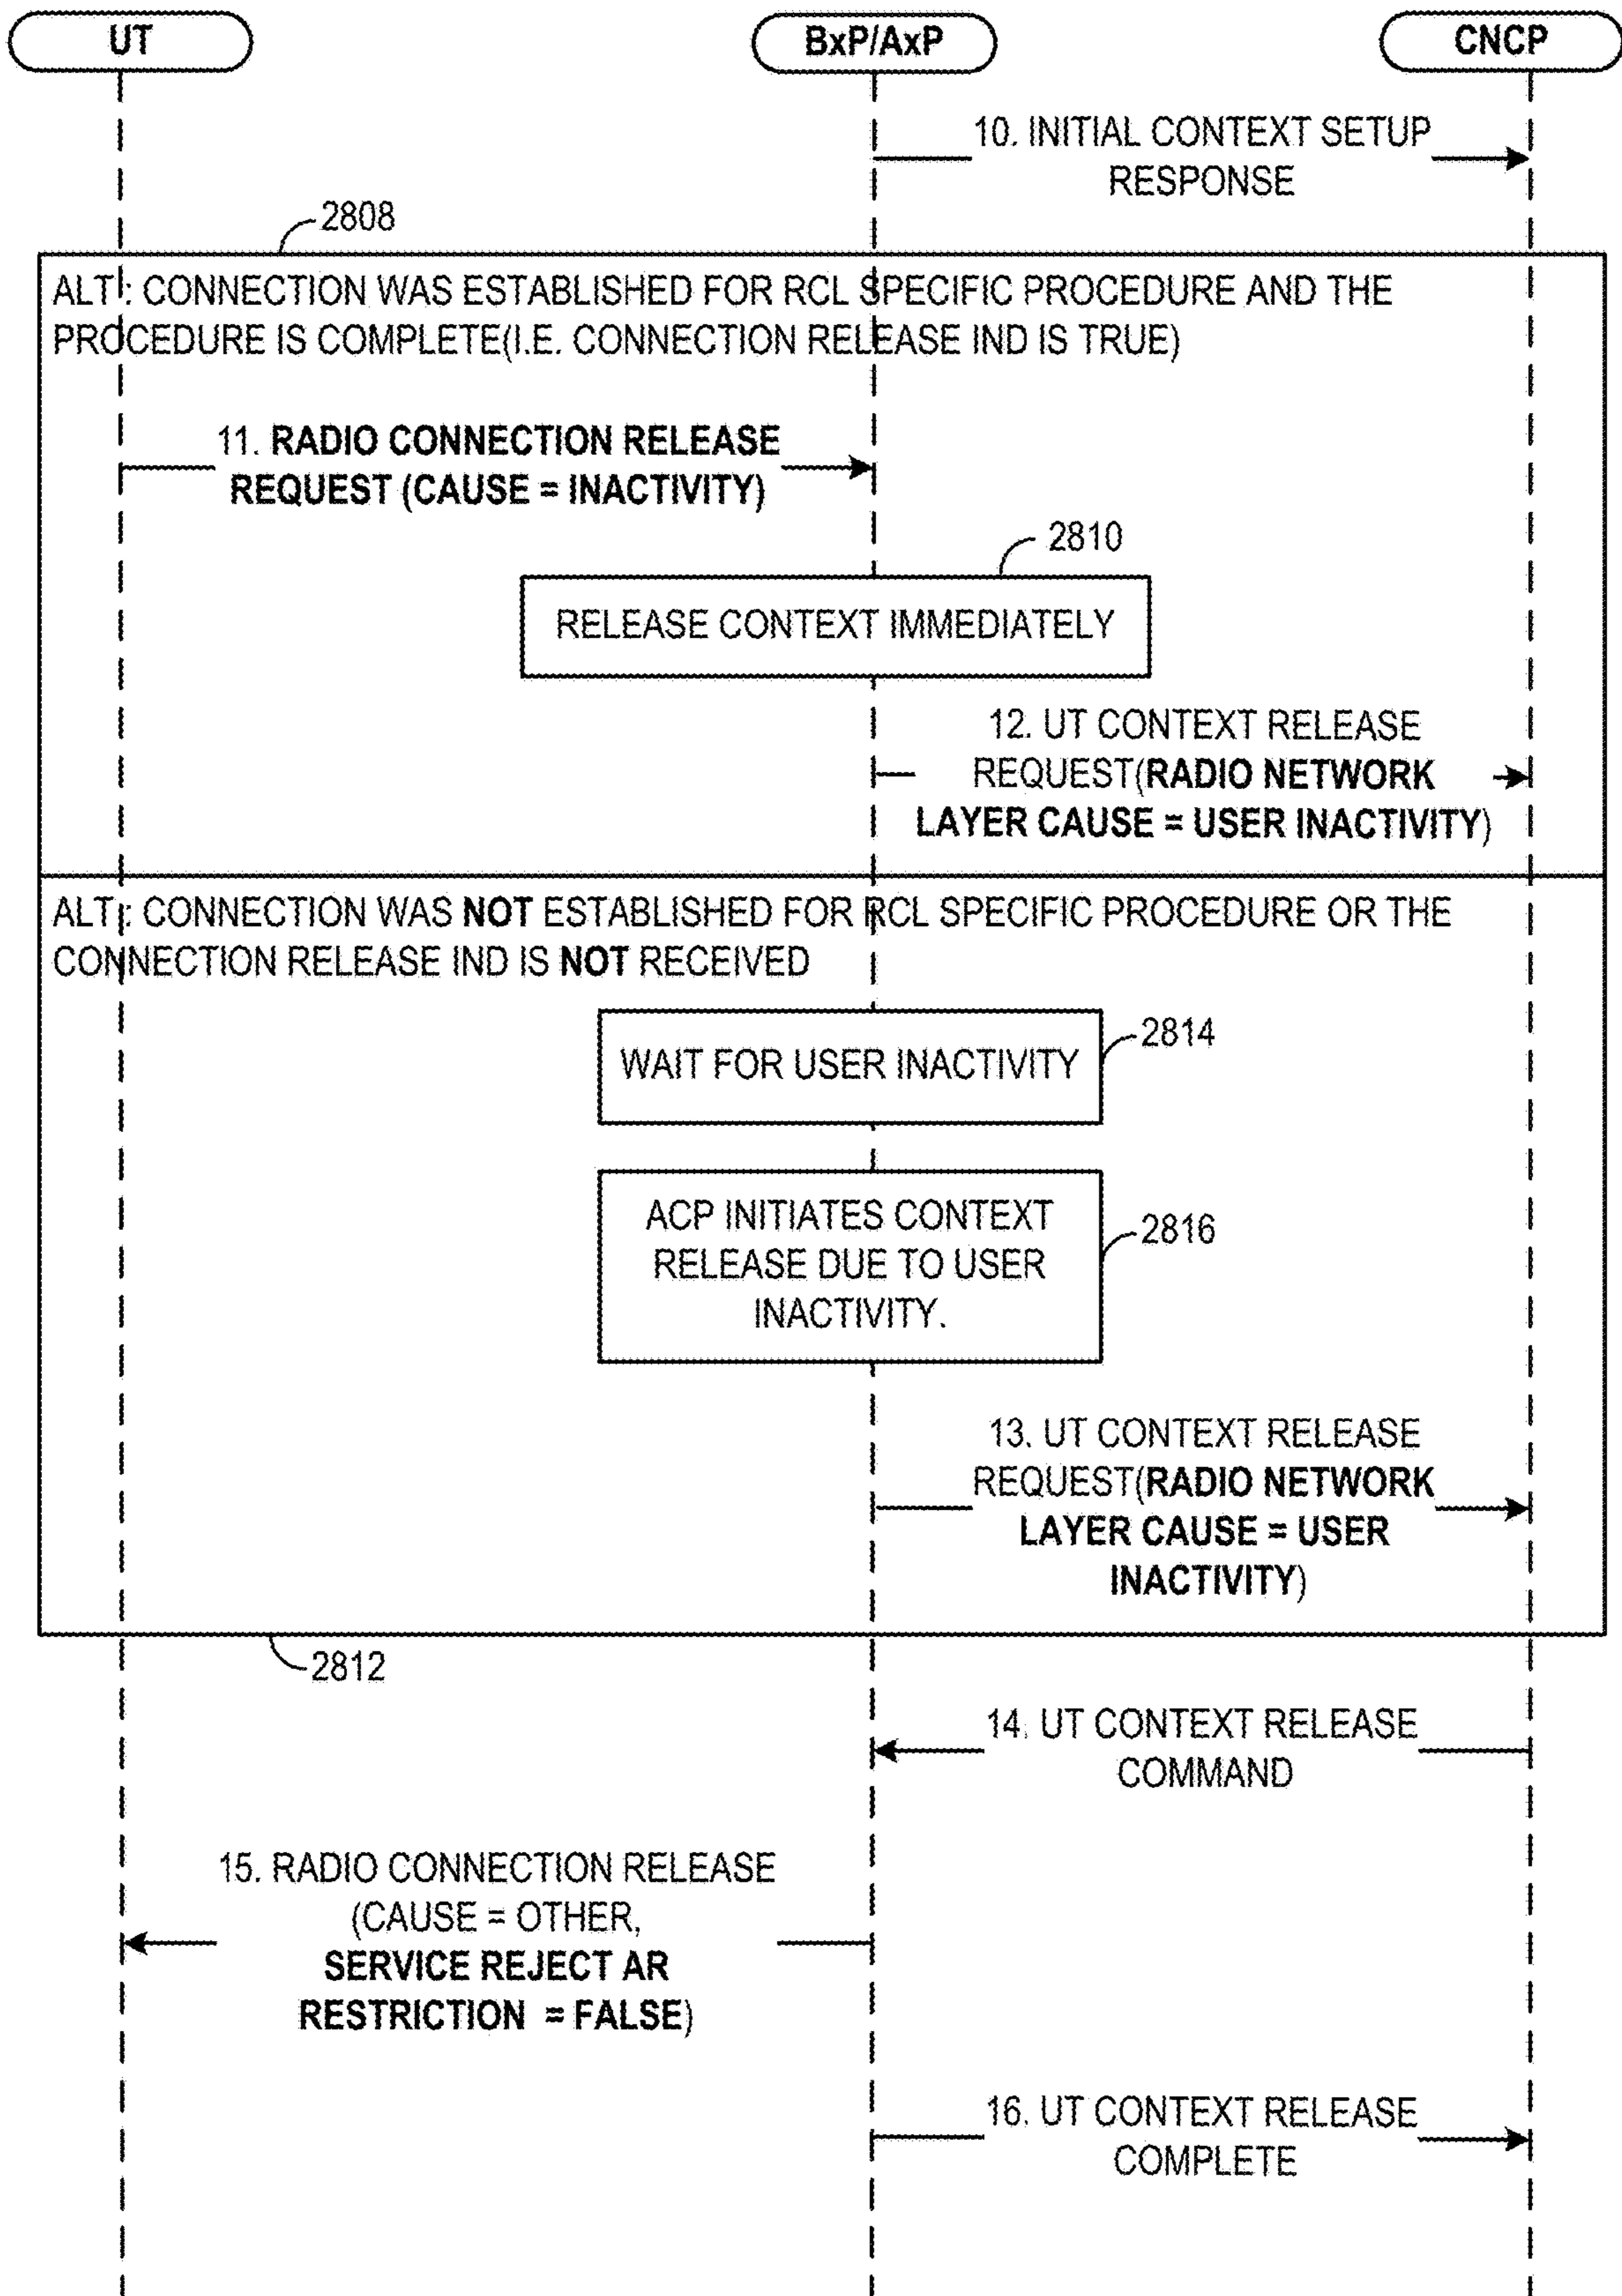 UT
BxP/AxP
CNCP
10. INITIAL CONTEXT SETUP
RESPONSE
2808
ALT: CONNECTION WAS ESTABLISHED FOR RCL SPECIFIC PROCEDURE AND THE
PROCEDURE IS COMPLETE(I.E. CONNECTION RELEASE IND IS TRUE)
11. RADIO CONNECTION RELEASE
REQUEST (CAUSE = INACTIVITY)
2810
RELEASE CONTEXT IMMEDIATELY
12. UT CONTEXT RELEASE
REQUEST(RADIO NETWORK
LAYER CAUSE = USER INACTIVITY)
ALT: CONNECTION WAS NOT ESTABLISHED FOR RCL SPECIFIC PROCEDURE OR THE
CONNECTION RELEASE IND IS NOT RECEIVED
WAIT FOR USER INACTIVITY
2814
ACP INITIATES CONTEXT
RELEASE DUE TO USER
INACTIVITY.
2816
13. UT CONTEXT RELEASE
REQUEST(RADIO NETWORK
LAYER CAUSE = USER
INACTIVITY)
2812
14. UT CONTEXT RELEASE
COMMAND
15. RADIO CONNECTION RELEASE
(CAUSE = OTHER,
SERVICE REJECT AR
RESTRICTION = FALSE)
16. UT CONTEXT RELEASE
COMPLETE